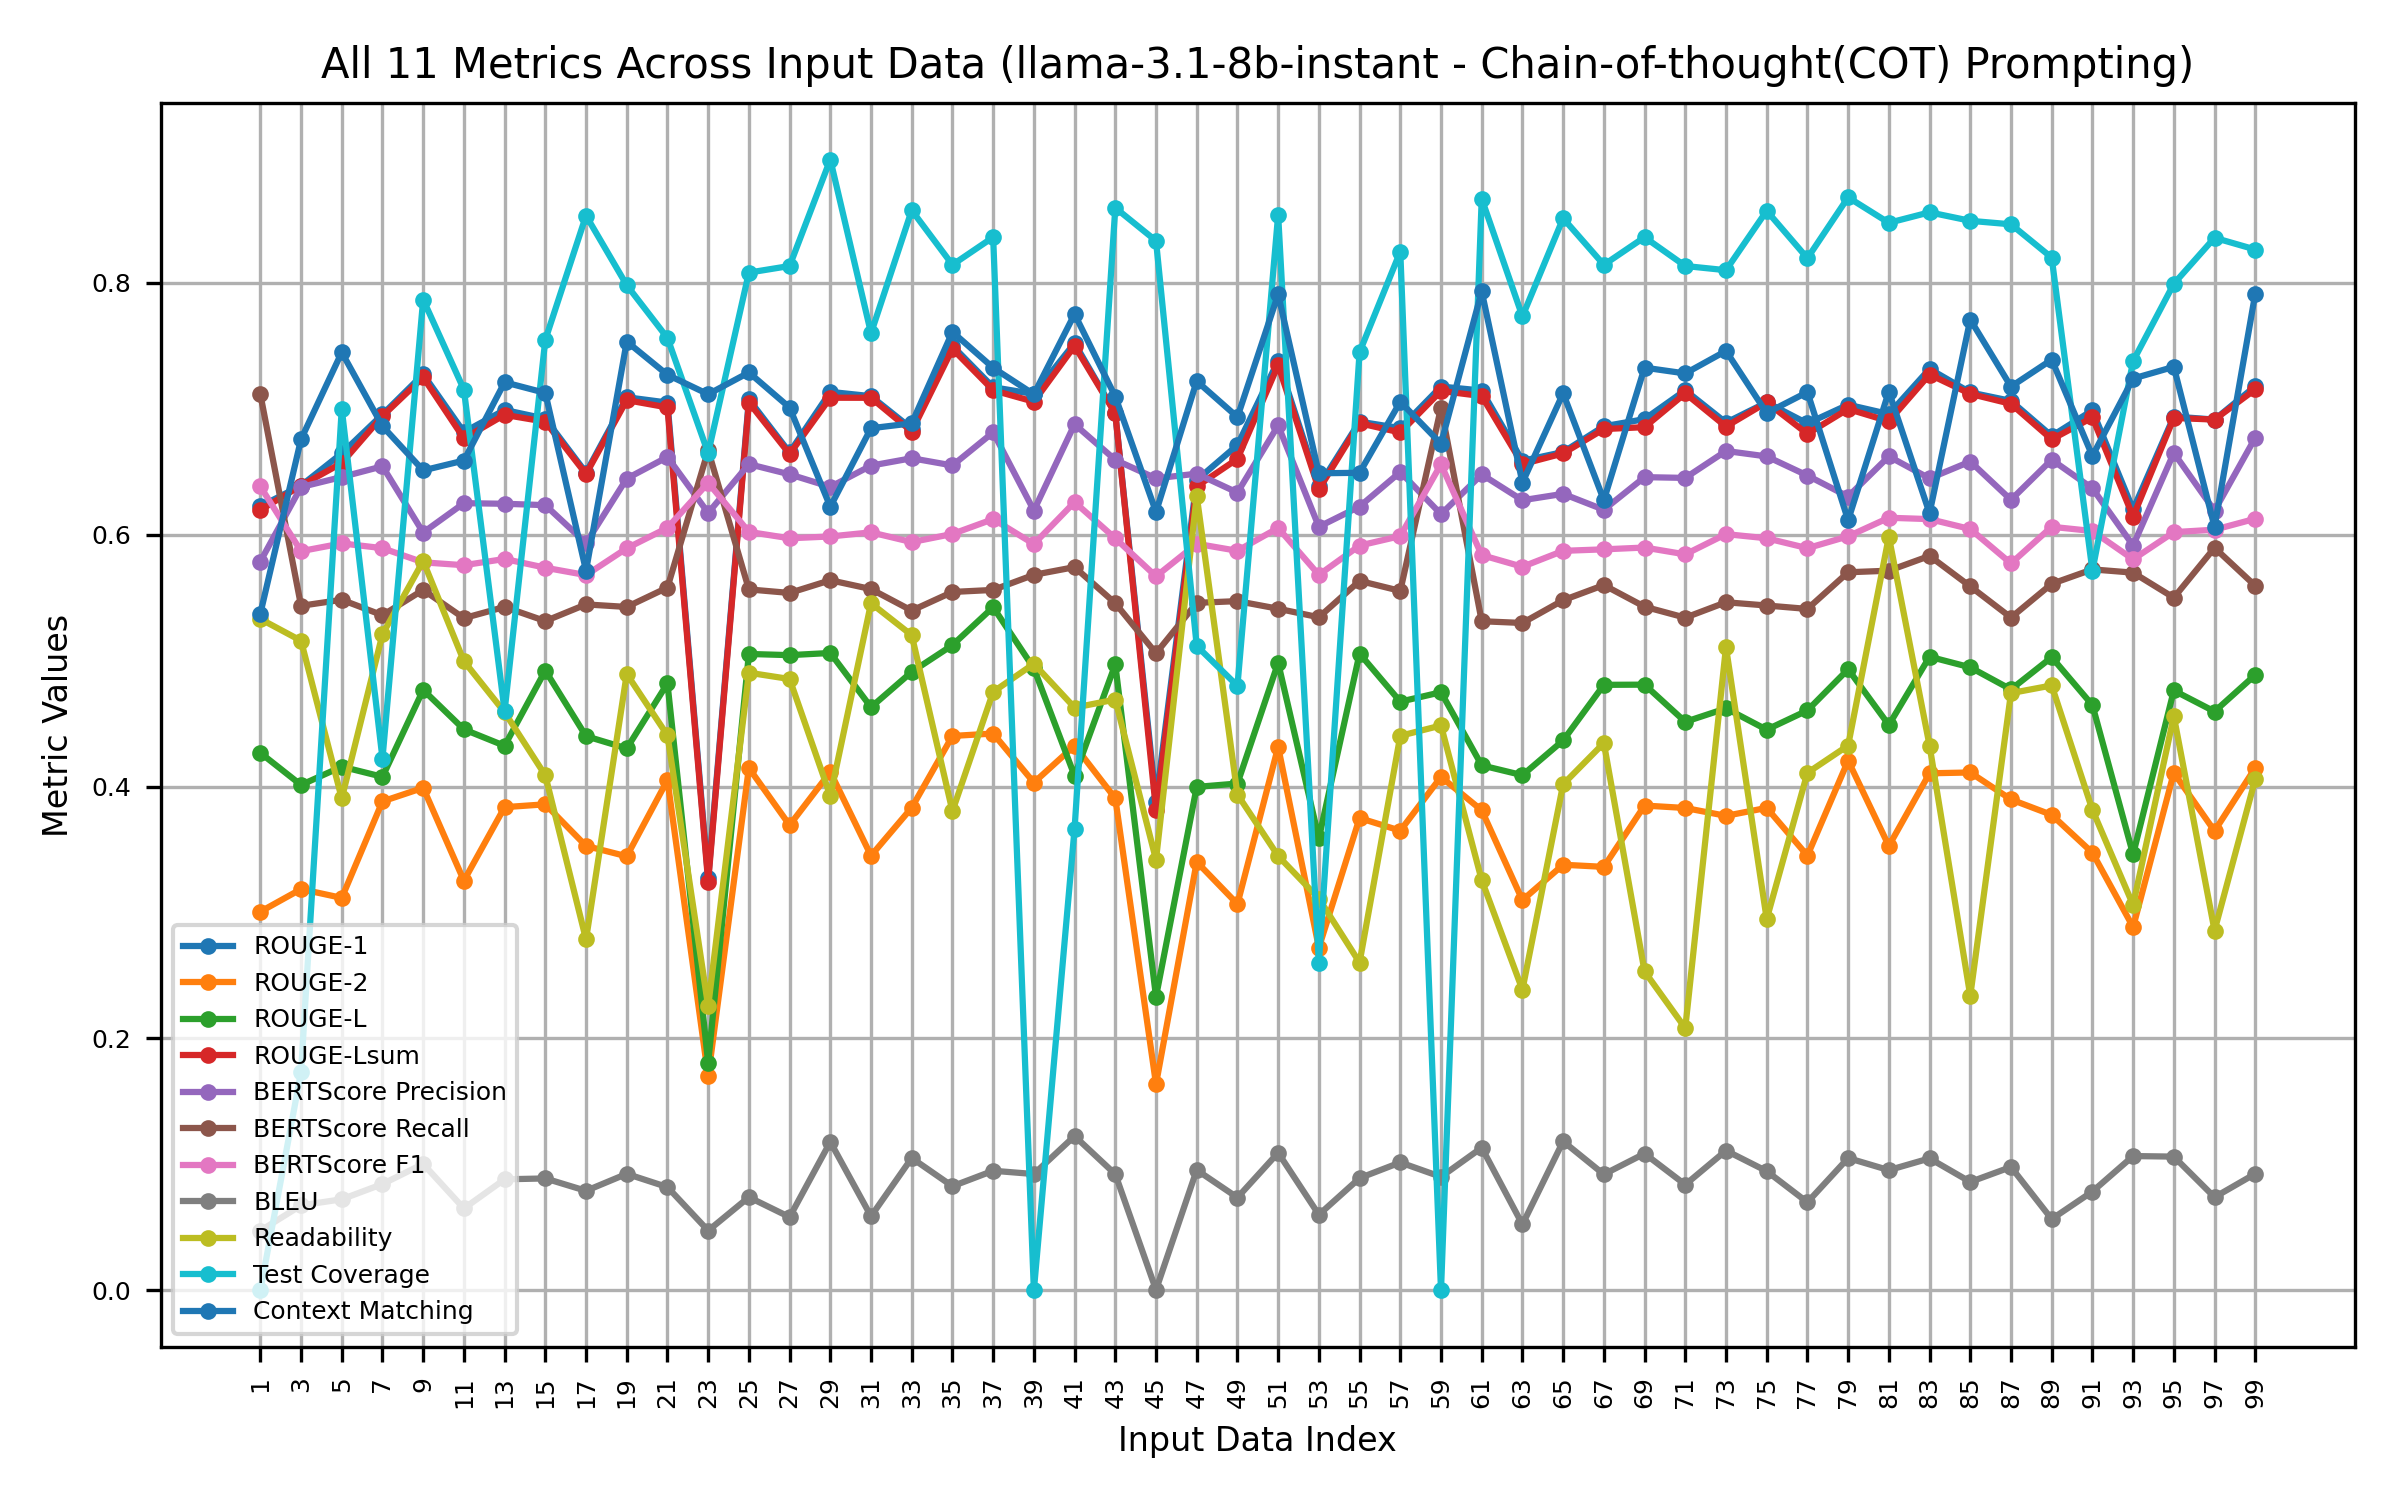 All 11 Metrics Across Input Data (llama-3.1-8b-instant - Chain-of-thought(COT) Prompting)
Metric Values
0.8
0.6
0.4
0.2
0.0
ROUGE-1
ROUGE-2
ROUGE-L
ROUGE-Lsum
BERTScore Precision
BERTScore Recall
BERTScore F1
BLEU
Readability
Test Coverage
Context Matching
1 3 5 7 9 11 13 15 17 19 21 23 25 27 29 31 33 35 37 39 41 43 45 47 49 51 53 55 57 59 61 63 65 67 69 71 73 75 77 79 81 83 85 87 89 91 93 95 97 99
Input Data Index